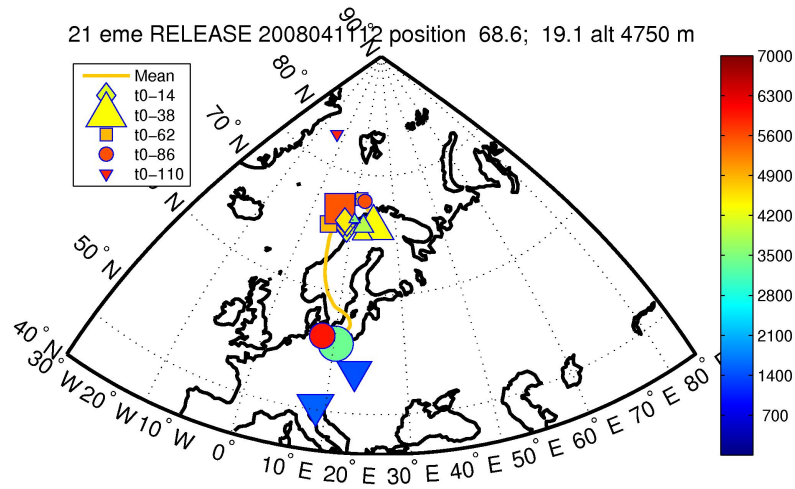 21 eme RELEASE 2008041112 position 68.6; 19.1 alt 4750 m
Mean
t0-14
t0-38
t0-62
t0-86
t0-110
90° N
80° N
70° N
° N
50° N
40° N
30° W
20° W
10° W
0°
10° E
20° E
30° E
40° E
50° E
60° E
70° E
80° E
7000
6300
5600
4900
4200
3500
2800
2100
1400
700